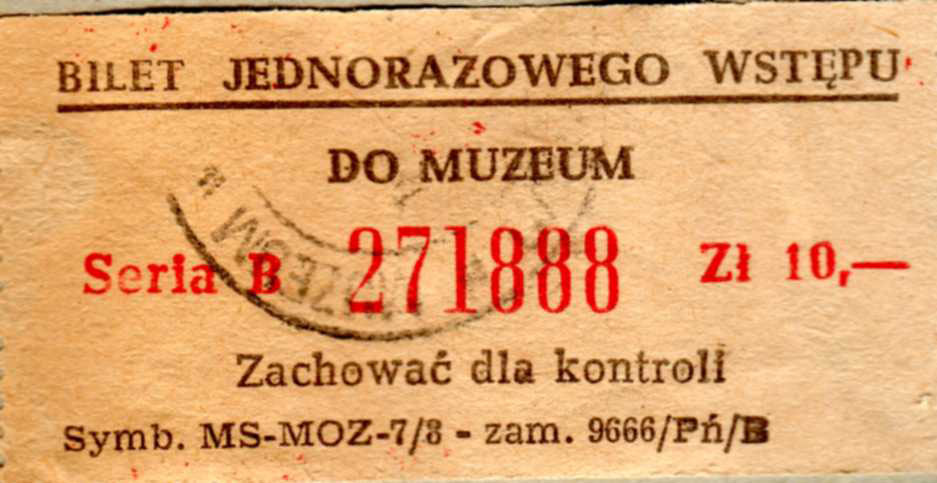 BILET JEDNORAZOWEGO WSTĘPU
DO MUZEUM
Seria B 271888 Zł 10,—
Zachować dla kontroli
Symb. MS-MOZ-7/8 - zam. 9666/Pń/B